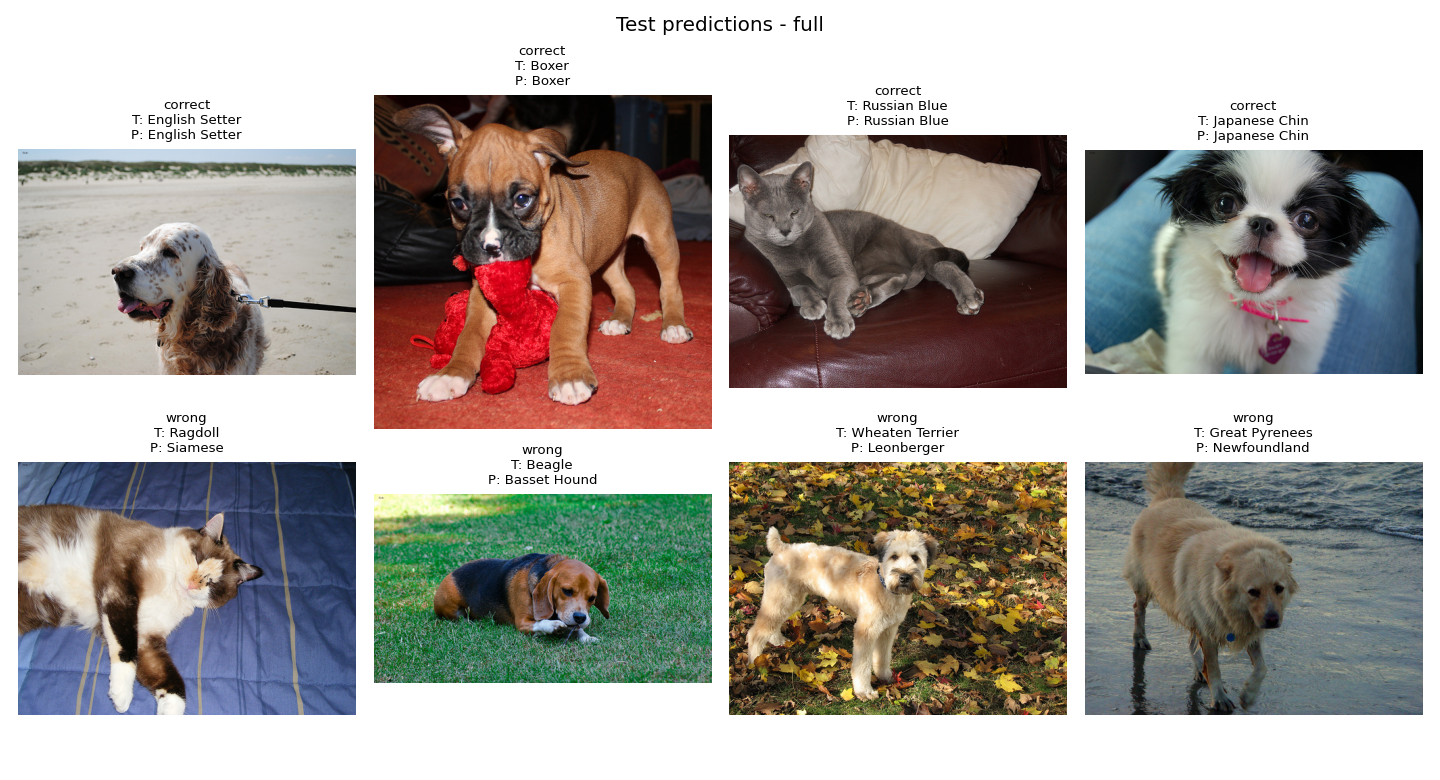 Test predictions - full
correct
T: English Setter
P: English Setter
correct
T: Boxer
P: Boxer
correct
T: Russian Blue
P: Russian Blue
correct
T: Japanese Chin
P: Japanese Chin
wrong
T: Ragdoll
P: Siamese
wrong
T: Beagle
P: Basset Hound
wrong
T: Wheaten Terrier
P: Leonberger
wrong
T: Great Pyrenees
P: Newfoundland